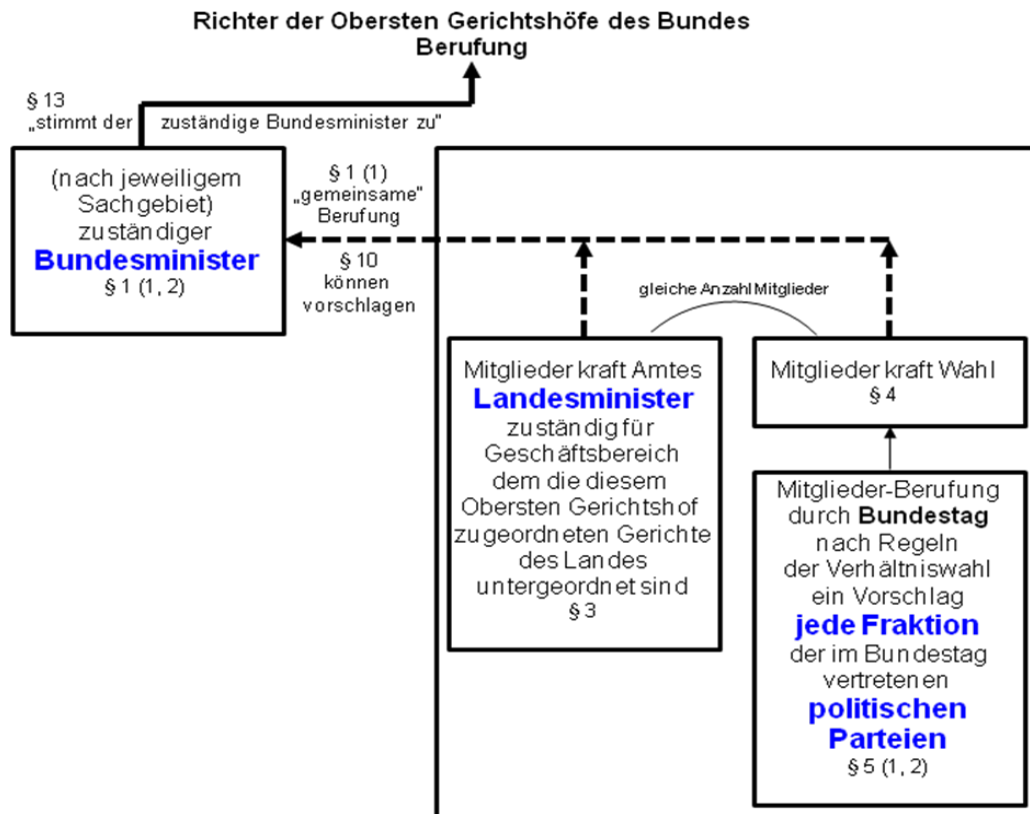 Richter der Obersten Gerichtshöfe des Bundes
Berufung
§ 13
„stimmt der zuständige Bundesminister zu"
(nach jeweiligem
Sachgebiet)
zuständiger
Bundesminister
§ 1 (1, 2)
§ 1 (1)
„gemeinsame"
Berufung
§ 10
können
vorschlagen
gleiche Anzahl Mitglieder
Mitglieder kraft Amtes
Landesminister
zuständig für
Geschäftsbereich
dem die diesem
Obersten Gerichtshof
zugeordneten Gerichte
des Landes
untergeordnet sind
§ 3
Mitglieder kraft Wahl
§ 4
Mitglieder-Berufung
durch Bundestag
nach Regeln
der Verhältniswahl
ein Vorschlag
jede Fraktion
der im Bundestag
vertretenen
politischen
Parteien
§ 5 (1, 2)